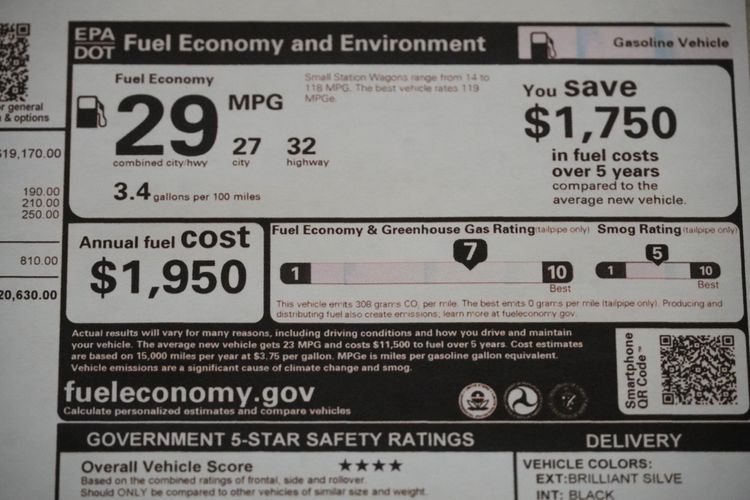 EPA
DOT
Fuel Economy and Environment
Gasoline Vehicle
Fuel Economy
29
MPG
combined city/hwy
27
city
32
highway
3.4 gallons per 100 miles
Small Station Wagons range from 14 to
118 MPG. The best vehicle rates 119
MPGe.
You save
$1,750
in fuel costs
over 5 years
compared to the
average new vehicle.
general
& options
$19,170.00
190.00
210.00
250.00
810.00
20,630.00
Annual fuel cost
$1,950
Fuel Economy & Greenhouse Gas Rating (tailpipe only)
7
1
10
Best
Smog Rating (tailpipe only)
5
1
10
Best
This vehicle emits 308 grams CO₂ per mile. The best emits 0 grams per mile (tailpipe only). Producing and
distributing fuel also create emissions; learn more at fueleconomy.gov.
Actual results will vary for many reasons, including driving conditions and how you drive and maintain
your vehicle. The average new vehicle gets 23 MPG and costs $11,500 to fuel over 5 years. Cost estimates
are based on 15,000 miles per year at $3.75 per gallon. MPGe is miles per gasoline gallon equivalent.
Vehicle emissions are a significant cause of climate change and smog.
fueleconomy.gov
Calculate personalized estimates and compare vehicles
Smartphone
QR Code™
GOVERNMENT 5-STAR SAFETY RATINGS
Overall Vehicle Score ★★★★
Based on the combined ratings of frontal, side and rollover.
Should ONLY be compared to other vehicles of similar size and weight.
DELIVERY
VEHICLE COLORS:
EXT:BRILLIANT SILVE
INT: BLACK